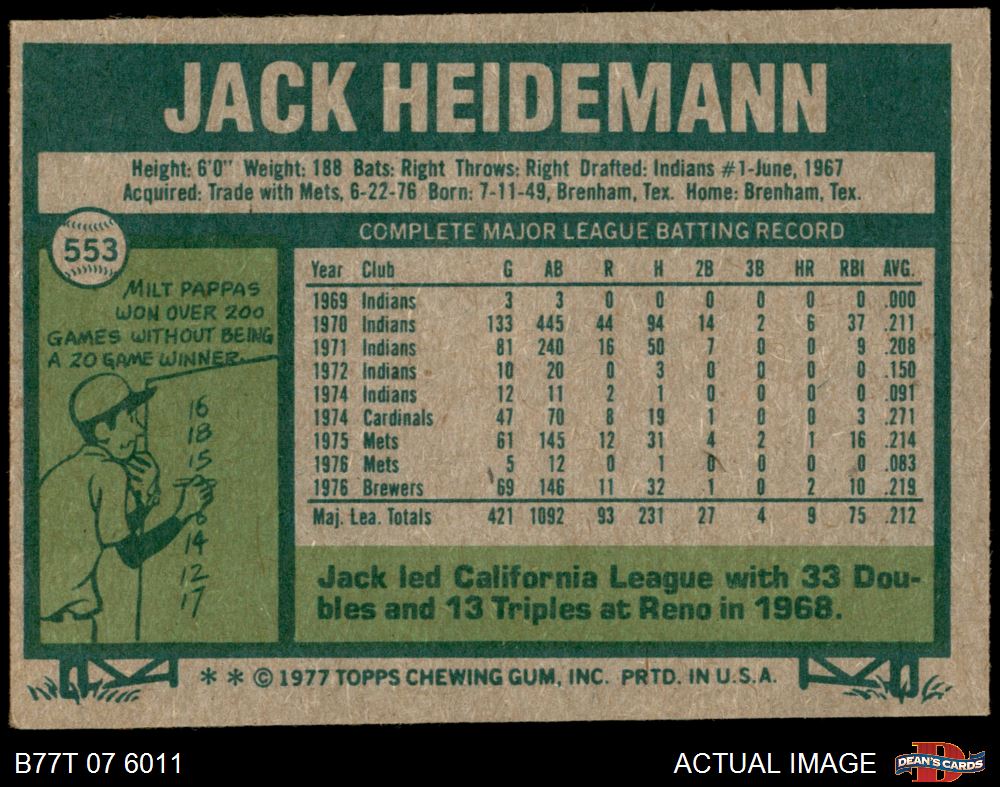 JACK HEIDEMANN
Height: 6'0" Weight: 188 Bats: Right Throws: Right Drafted: Indians #1-June, 1967
Acquired: Trade with Mets, 6-22-76 Born: 7-11-49, Brenham, Tex. Home: Brenham, Tex.
553
MILT PAPPAS
WON OVER 200
GAMES WITHOUT BEING
A 20 GAME WINNER
16
18
15
14
12
17
COMPLETE MAJOR LEAGUE BATTING RECORD
Year Club G AB R H 2B 3B HR RBI AVG.
1969 Indians 3 3 0 0 0 0 0 0 .000
1970 Indians 133 445 44 94 14 2 6 37 .211
1971 Indians 81 240 16 50 7 0 0 9 .208
1972 Indians 10 20 0 3 0 0 0 0 .150
1974 Indians 12 11 2 1 0 0 0 0 .091
1974 Cardinals 47 70 8 19 1 0 0 3 .271
1975 Mets 61 145 12 31 4 2 1 16 .214
1976 Mets 5 12 0 1 0 0 0 0 .083
1976 Brewers 69 146 11 32 1 0 2 10 .219
Maj. Lea. Totals 421 1092 93 231 27 4 9 75 .212
Jack led California League with 33 Dou-
bles and 13 Triples at Reno in 1968.
* * © 1977 TOPPS CHEWING GUM, INC. PRTD. IN U.S.A.
B77T 07 6011
ACTUAL IMAGE
DEAN'S CARDS